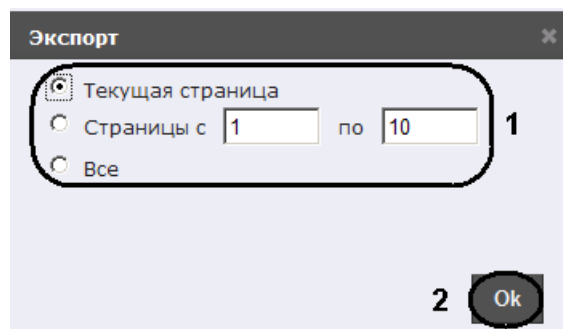 Экспорт
Текущая страница
Страницы с 1 по 10 1
Все
2 Ok